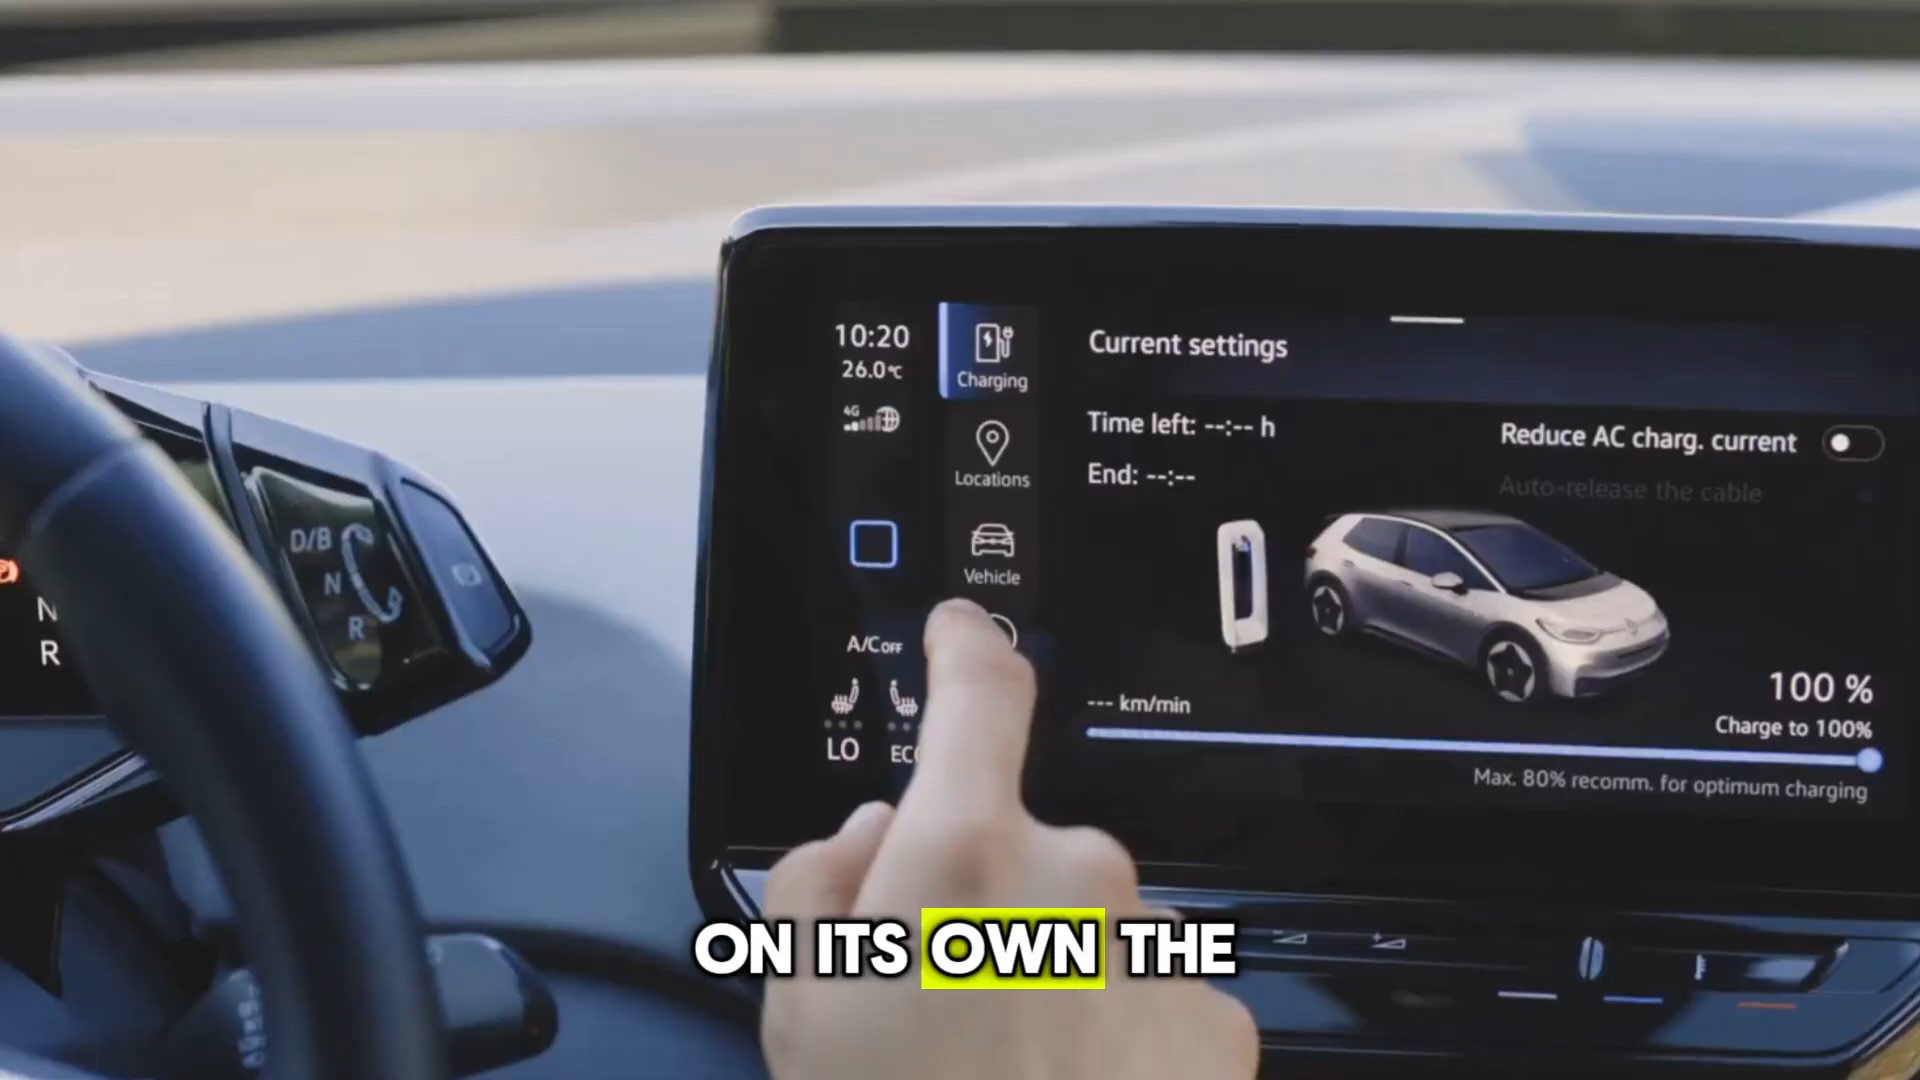 10:20
26.0°C
4G
Charging
Locations
Vehicle
A/C OFF
LO
Current settings
Time left: --:-- h
End: --:--
Reduce AC charg. current
Auto-release the cable
--- km/min
100 %
Charge to 100%
Max. 80% recomm. for optimum charging
D/B
N
R
N
R
ON ITS OWN THE